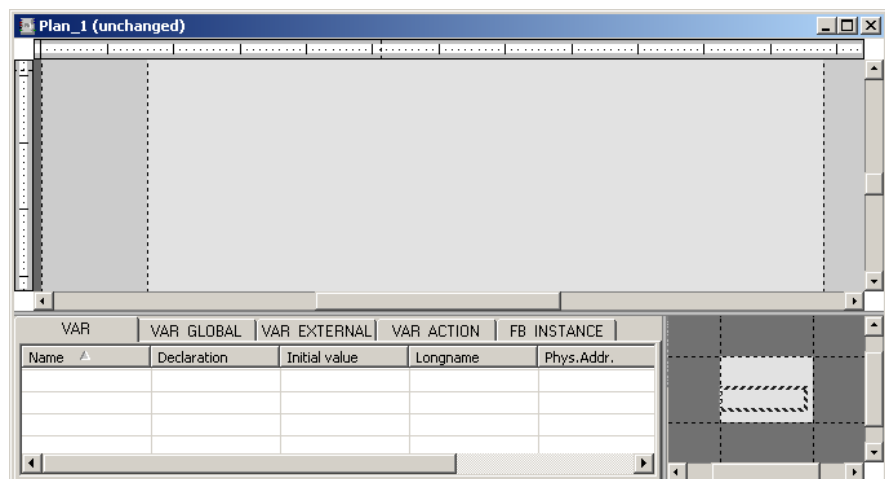 Plan_1 (unchanged)
VAR VAR GLOBAL VAR EXTERNAL VAR ACTION FB INSTANCE
Name Declaration Initial value Longname Phys.Addr.